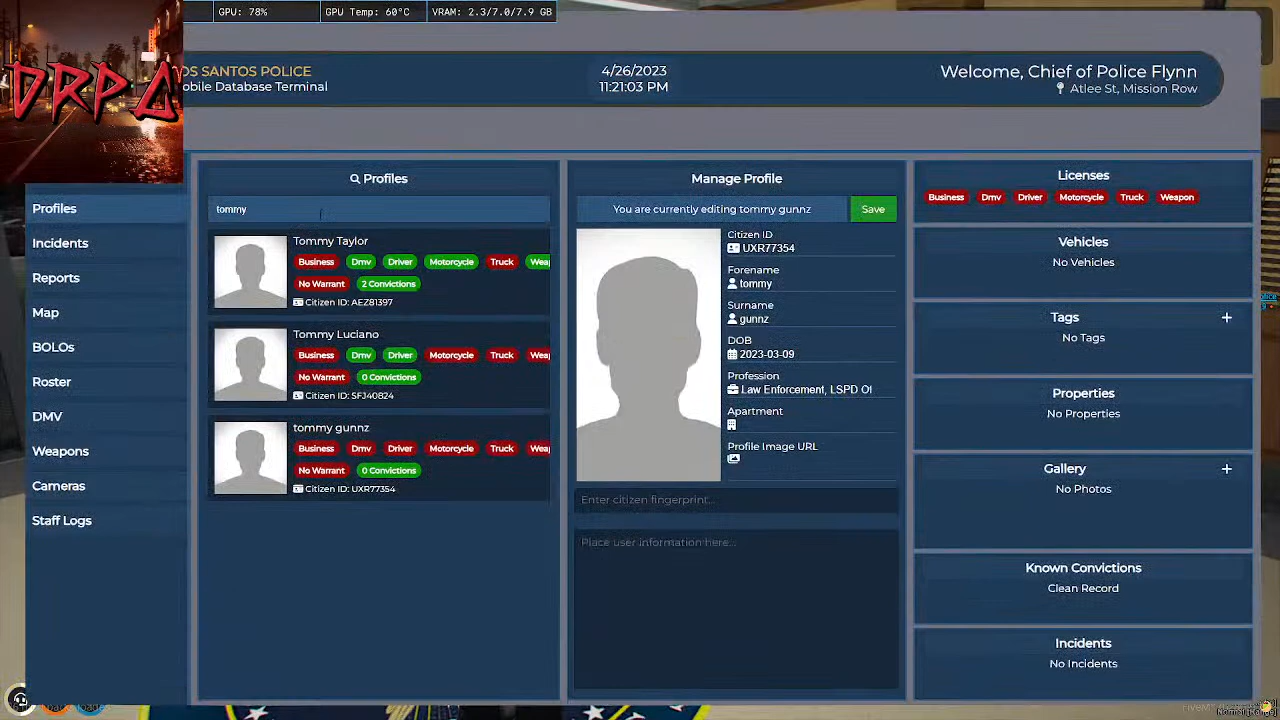 GPU: 78%
GPU Temp: 60°C
VRAM: 2.3/7.0/7.9 GB
DRPA
OS SANTOS POLICE
obile Database Terminal
4/26/2023
11:21:03 PM
Welcome, Chief of Police Flynn
Atlee St, Mission Row
Profiles
Incidents
Reports
Map
BOLOs
Roster
DMV
Weapons
Cameras
Staff Logs
Profiles
tommy
Tommy Taylor
Business Dmv Driver Motorcycle Truck Weap
No Warrant 2 Convictions
Citizen ID: AEZ81397
Tommy Luciano
Business Dmv Driver Motorcycle Truck Weap
No Warrant 0 Convictions
Citizen ID: SFJ40824
tommy gunnz
Business Dmv Driver Motorcycle Truck Weap
No Warrant 0 Convictions
Citizen ID: UXR77354
Manage Profile
You are currently editing tommy gunnz
Save
Citizen ID
UXR77354
Forename
tommy
Surname
gunnz
DOB
2023-03-09
Profession
Law Enforcement, LSPD Of
Apartment
Profile Image URL
Enter citizen fingerprint...
Place user information here...
Licenses
Business Dmv Driver Motorcycle Truck Weapon
Vehicles
No Vehicles
Tags +
No Tags
Properties
No Properties
Gallery +
No Photos
Known Convictions
Clean Record
Incidents
No Incidents